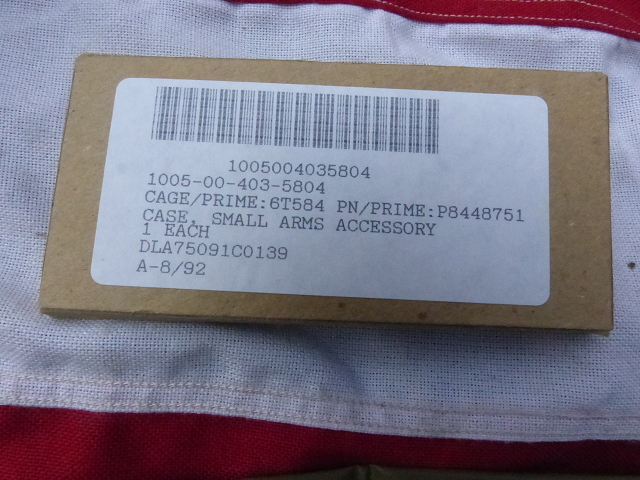 1005004035804
1005-00-403-5804
CAGE/PRIME:6T584 PN/PRIME:P8448751
CASE, SMALL ARMS ACCESSORY
1 EACH
DLA75091C0139
A-8/92